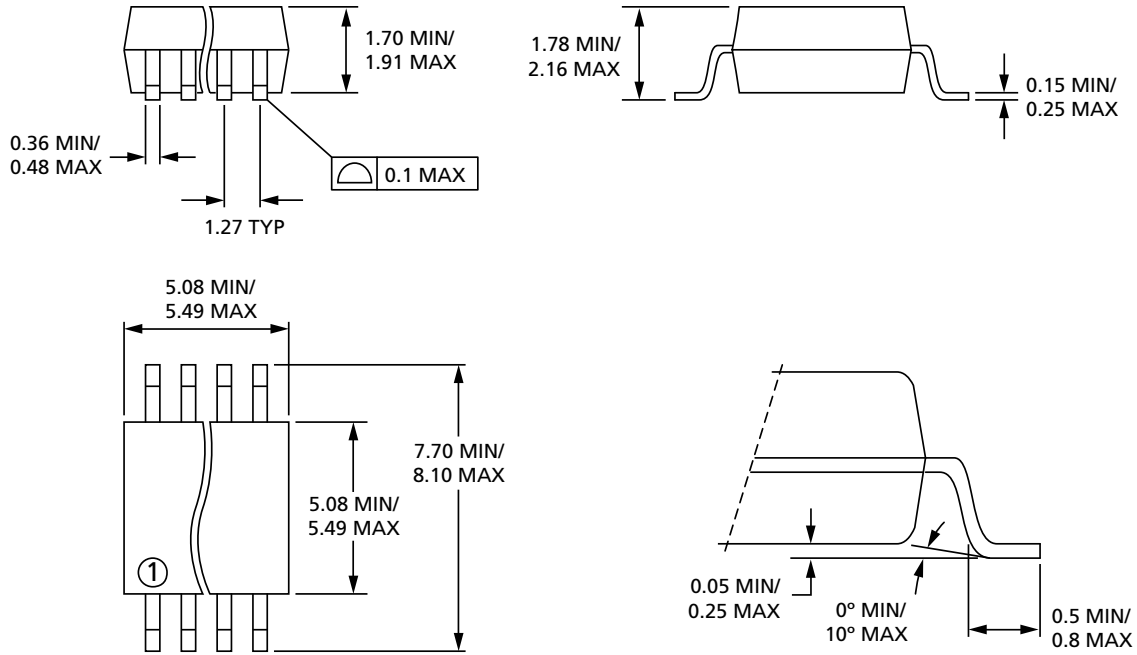 1.70 MIN/
1.91 MAX
1.78 MIN/
2.16 MAX
0.15 MIN/
0.25 MAX
0.36 MIN/
0.48 MAX
0.1 MAX
1.27 TYP
5.08 MIN/
5.49 MAX
7.70 MIN/
8.10 MAX
5.08 MIN/
5.49 MAX
1
0.05 MIN/
0.25 MAX
0° MIN/
10° MAX
0.5 MIN/
0.8 MAX